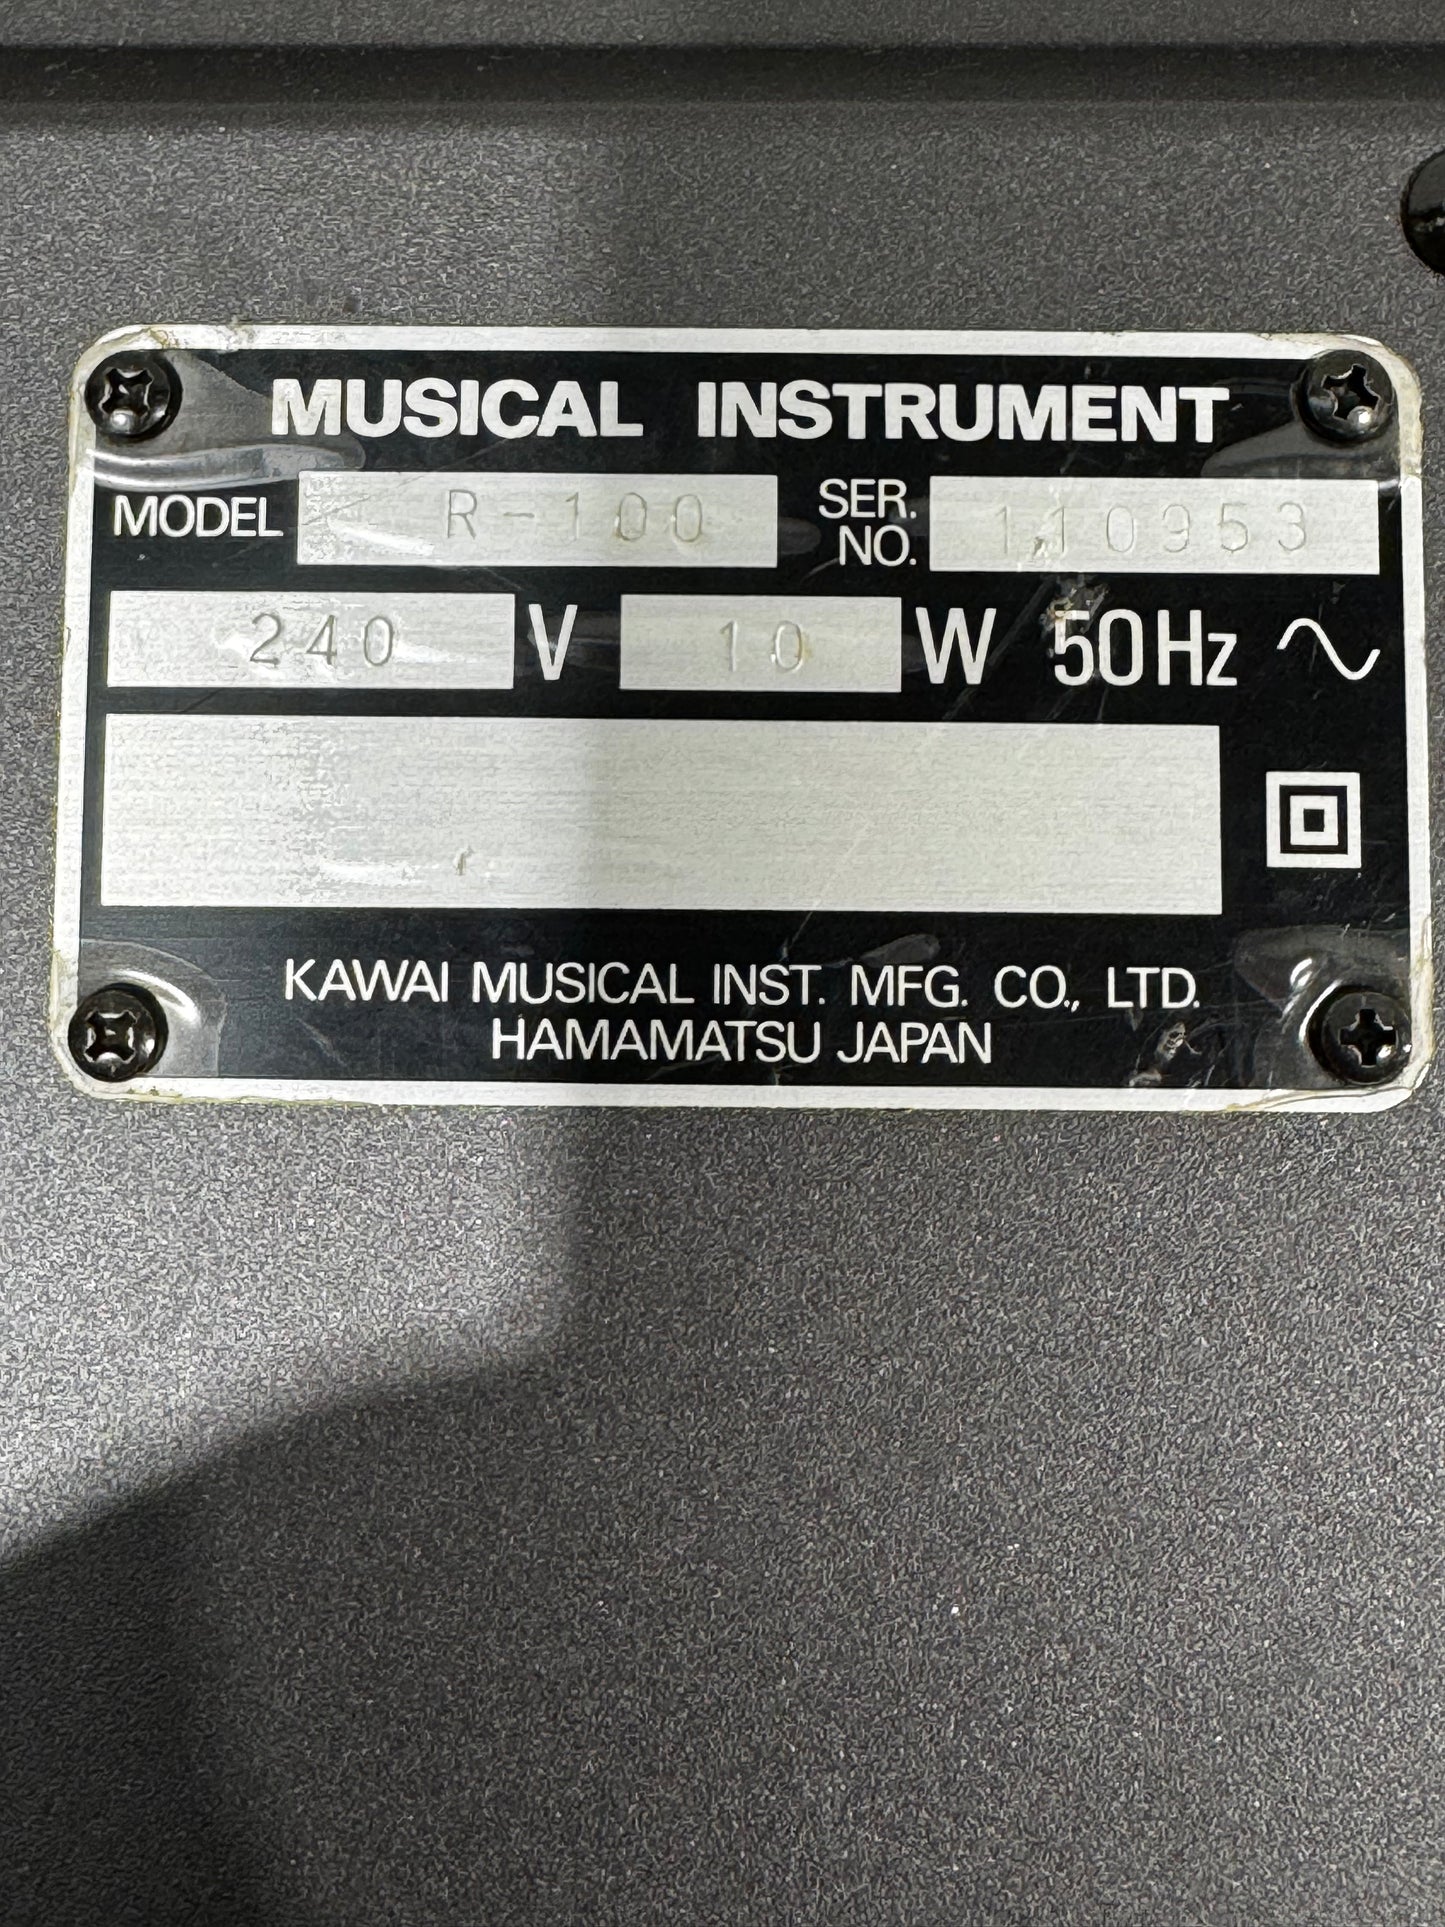 MUSICAL INSTRUMENT
MODEL R-100 SER. NO. 110953
240 V 10 W 50Hz
KAWAI MUSICAL INST. MFG. CO., LTD.
HAMAMATSU JAPAN